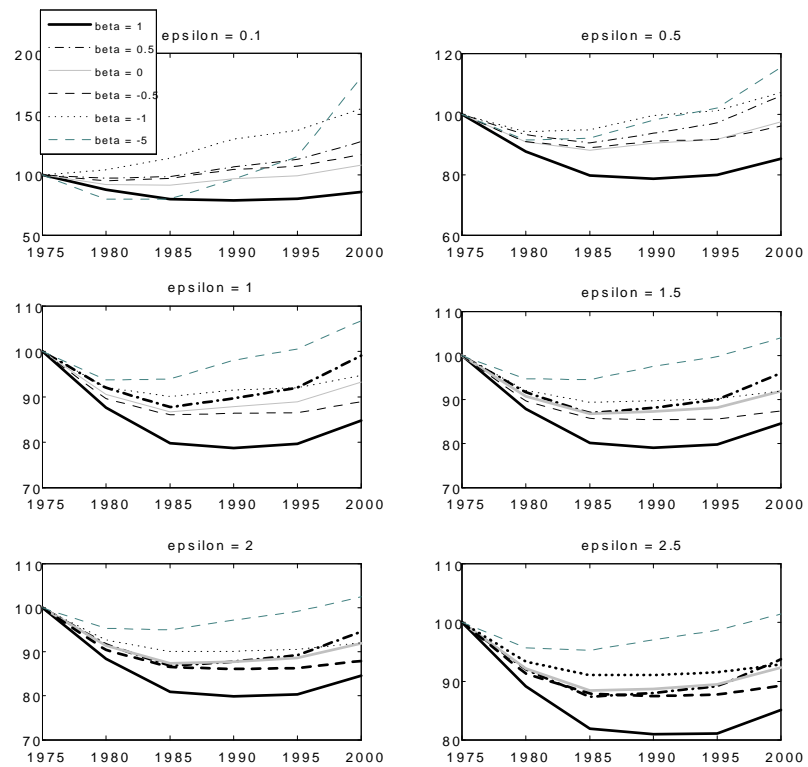 beta = 1
beta = 0.5
beta = 0
beta = -0.5
beta = -1
beta = -5
epsilon = 0.1
200
150
100
50
1975 1980 1985 1990 1995 2000
epsilon = 0.5
120
100
80
60
1975 1980 1985 1990 1995 2000
epsilon = 1
110
100
90
80
70
1975 1980 1985 1990 1995 2000
epsilon = 1.5
110
100
90
80
70
1975 1980 1985 1990 1995 2000
epsilon = 2
110
100
90
80
70
1975 1980 1985 1990 1995 2000
epsilon = 2.5
110
100
90
80
1975 1980 1985 1990 1995 2000